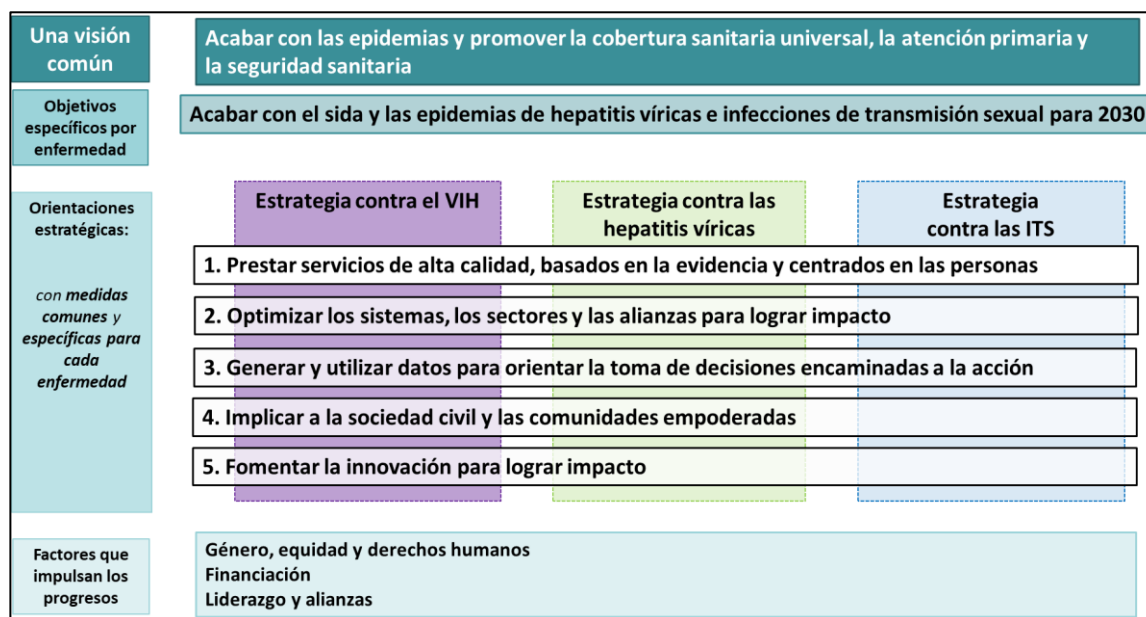 Una visión
común
Acabar con las epidemias y promover la cobertura sanitaria universal, la atención primaria y
la seguridad sanitaria
Objetivos
específicos por
enfermedad
Acabar con el sida y las epidemias de hepatitis víricas e infecciones de transmisión sexual para 2030
Orientaciones
estratégicas:
con medidas
comunes y
específicas para
cada
enfermedad
Estrategia contra el VIH
Estrategia contra las
hepatitis víricas
Estrategia
contra las ITS
1. Prestar servicios de alta calidad, basados en la evidencia y centrados en las personas
2. Optimizar los sistemas, los sectores y las alianzas para lograr impacto
3. Generar y utilizar datos para orientar la toma de decisiones encaminadas a la acción
4. Implicar a la sociedad civil y las comunidades empoderadas
5. Fomentar la innovación para lograr impacto
Factores que
impulsan los
progresos
Género, equidad y derechos humanos
Financiación
Liderazgo y alianzas